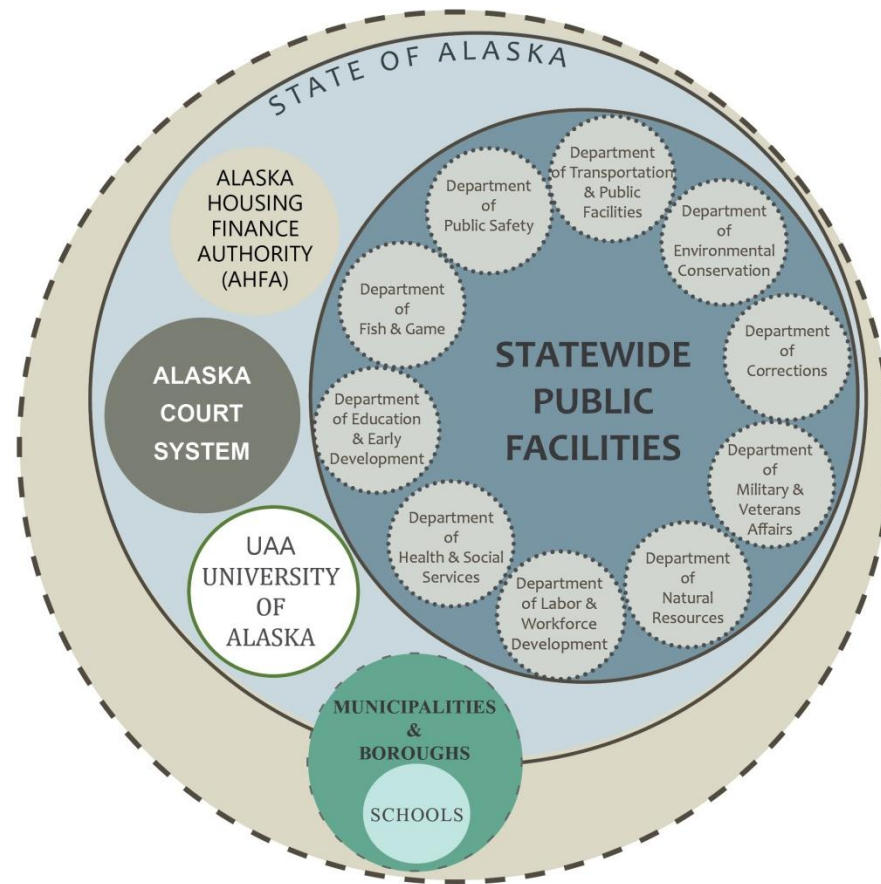 STATE OF ALASKA
ALASKA
HOUSING
FINANCE
AUTHORITY
(AHFA)
ALASKA
COURT
SYSTEM
UAA
UNIVERSITY
OF
ALASKA
MUNICIPALITIES
&
BOROUGHS
SCHOOLS
STATEWIDE
PUBLIC
FACILITIES
Department
of Transportation
& Public
Facilities
Department
of
Environmental
Conservation
Department
of
Corrections
Department
of
Military &
Veterans
Affairs
Department
of
Natural
Resources
Department
of Labor &
Workforce
Development
Department
of
Health & Social
Services
Department
of Education
& Early
Development
Department
of
Fish & Game
Department
of
Public Safety